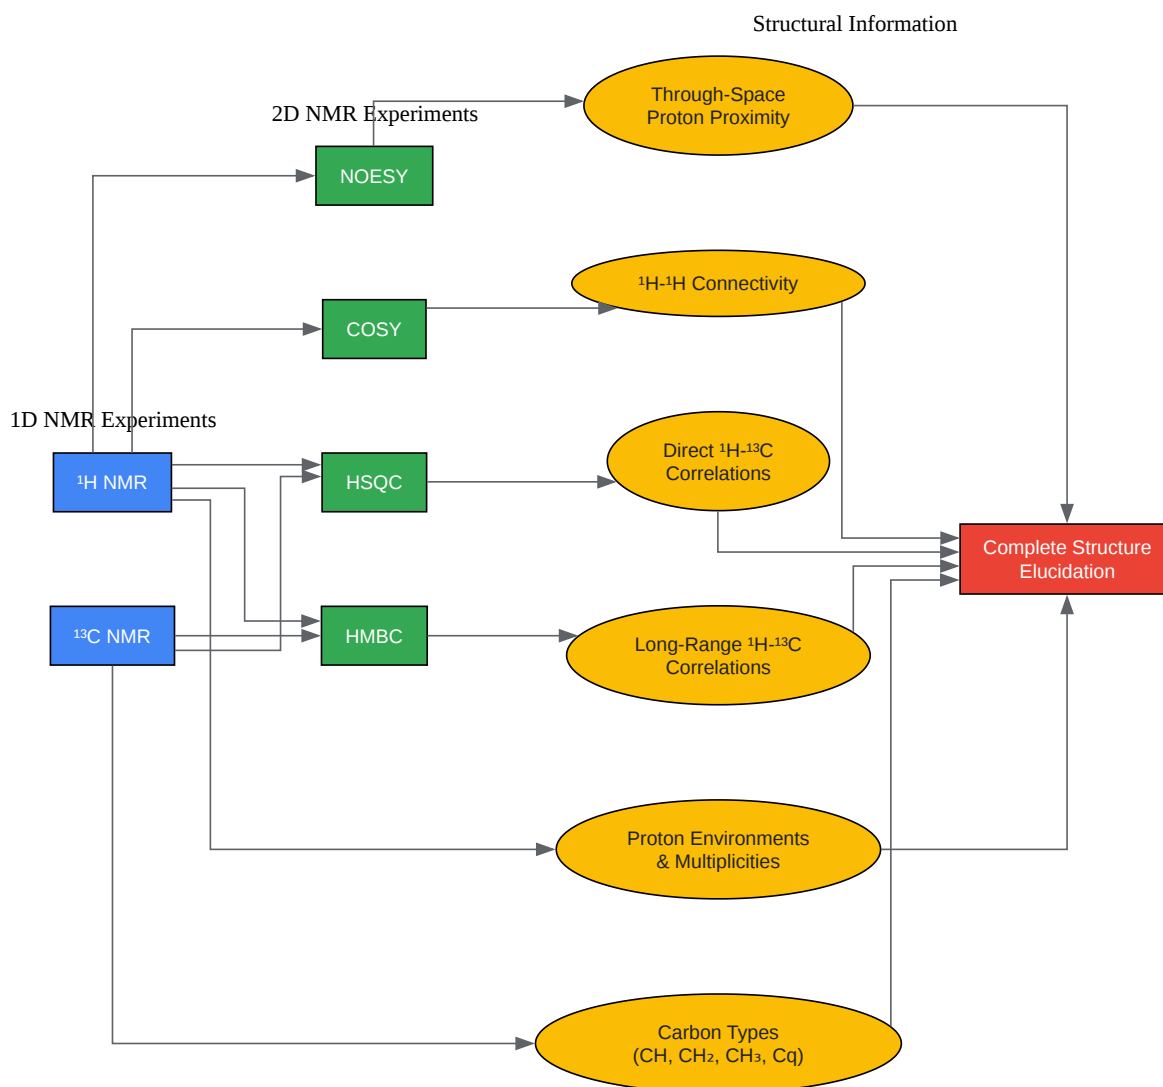 Structural Information
Through-Space
Proton Proximity
2D NMR Experiments
NOESY
¹H-¹H Connectivity
COSY
1D NMR Experiments
¹H NMR
HSQC
Direct ¹H-¹³C
Correlations
Complete Structure
Elucidation
¹³C NMR
HMBC
Long-Range ¹H-¹³C
Correlations
Proton Environments
& Multiplicities
Carbon Types
(CH, CH₂, CH₃, Cq)